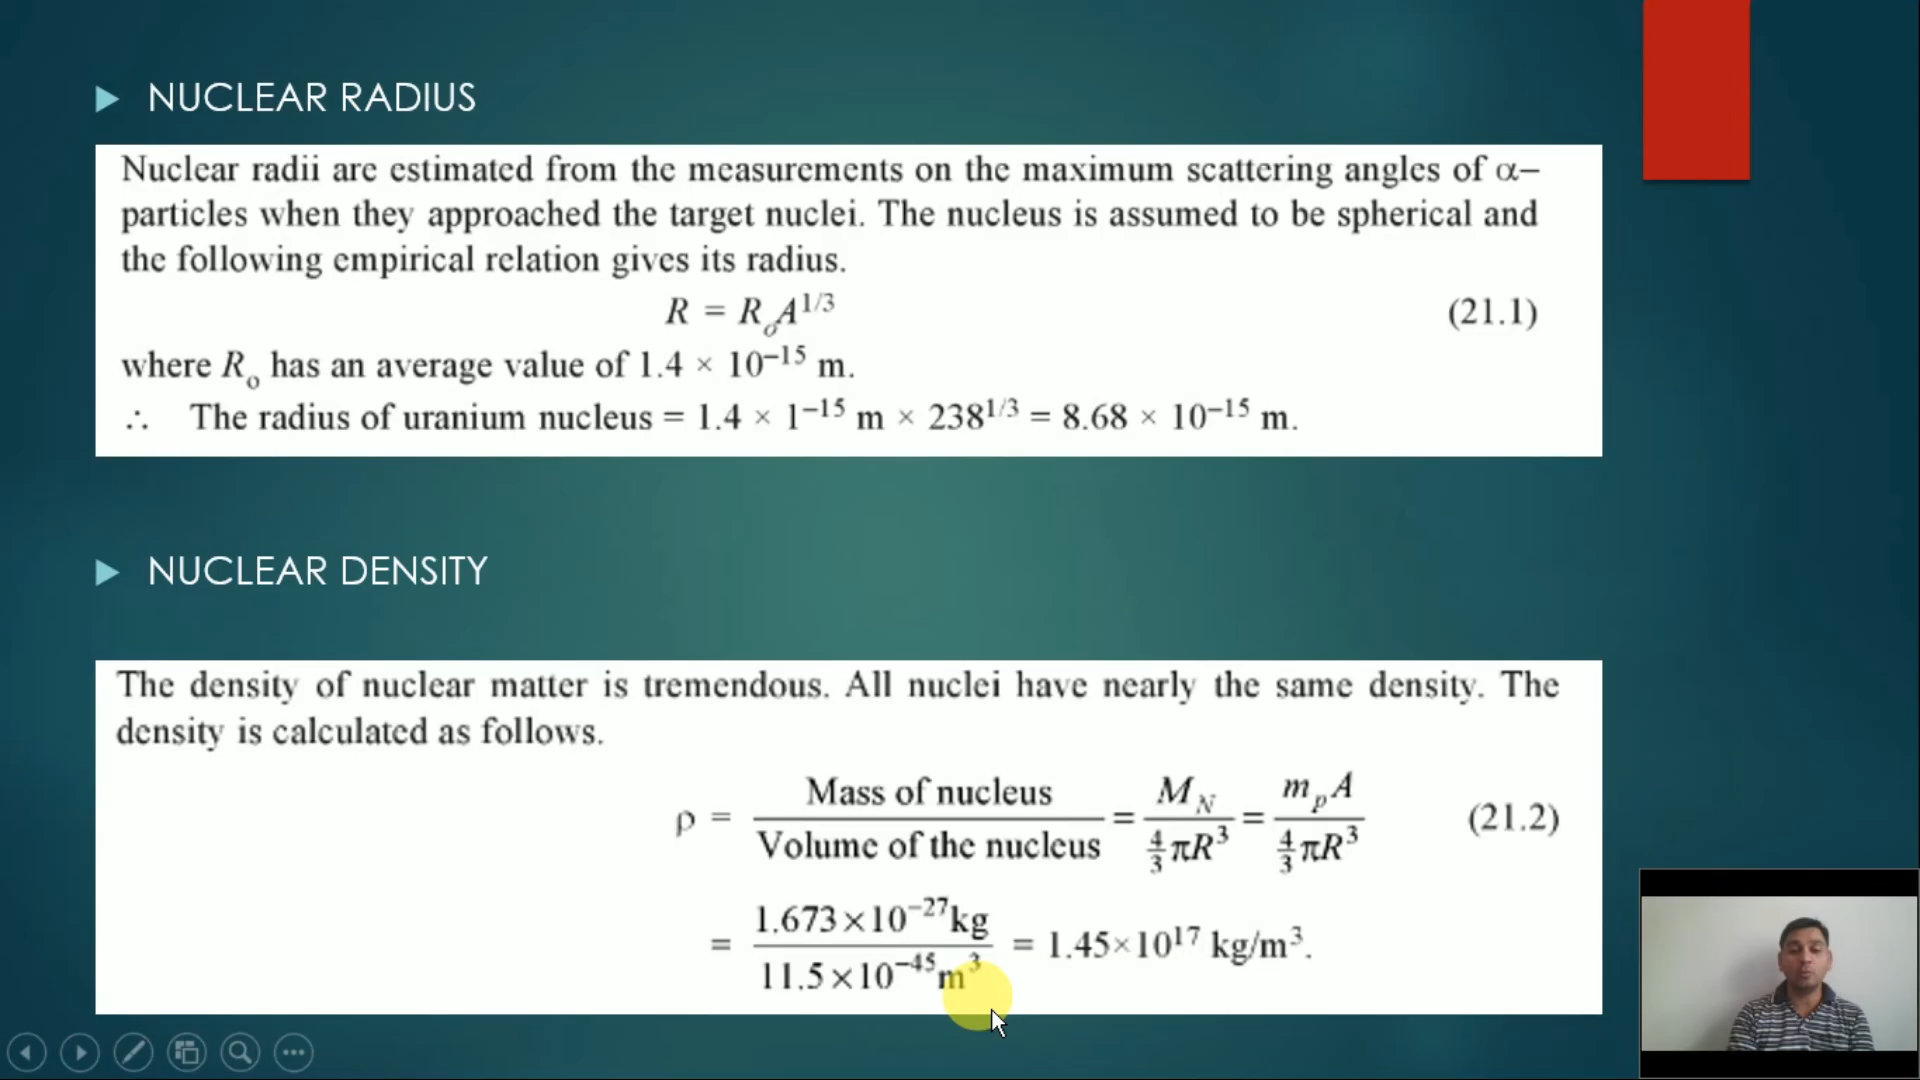 NUCLEAR RADIUS
Nuclear radii are estimated from the measurements on the maximum scattering angles of α–
particles when they approached the target nuclei. The nucleus is assumed to be spherical and
the following empirical relation gives its radius.
R = RₒA^1/3 (21.1)
where Rₒ has an average value of 1.4 × 10⁻¹⁵ m.
∴ The radius of uranium nucleus = 1.4 × 1⁻¹⁵ m × 238^1/3 = 8.68 × 10⁻¹⁵ m.
NUCLEAR DENSITY
The density of nuclear matter is tremendous. All nuclei have nearly the same density. The
density is calculated as follows.
ρ = Mass of nucleus / Volume of the nucleus = M_N / (4/3 πR³) = m_p A / (4/3 πR³) (21.2)
= 1.673×10⁻²⁷kg / 11.5×10⁻⁴⁵m³ = 1.45×10¹⁷ kg/m³.